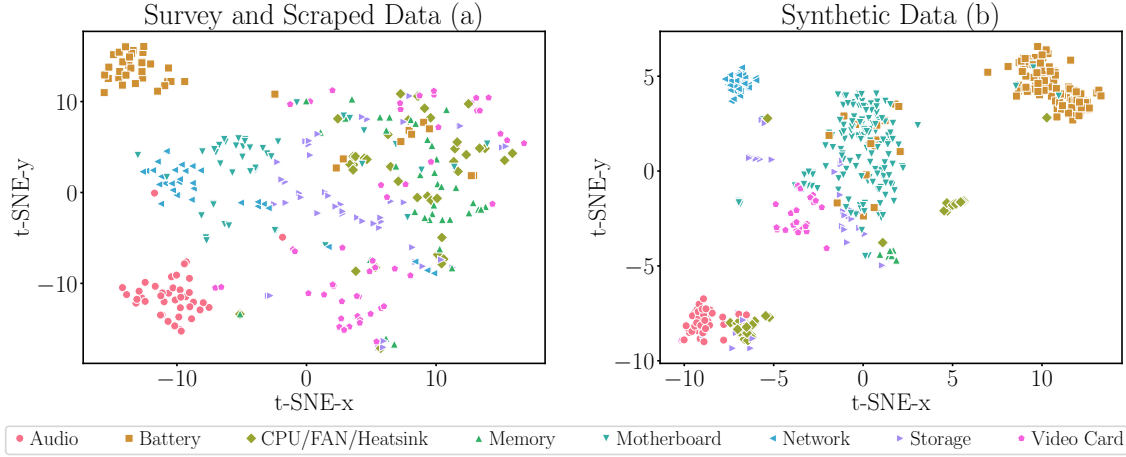 Survey and Scraped Data (a)
t-SNE-y
10
0
−10
−10
0
10
t-SNE-x
Synthetic Data (b)
t-SNE-y
5
0
−5
−10
−10
−5
0
5
10
t-SNE-x
Audio Battery CPU/FAN/Heatsink Memory Motherboard Network Storage Video Card